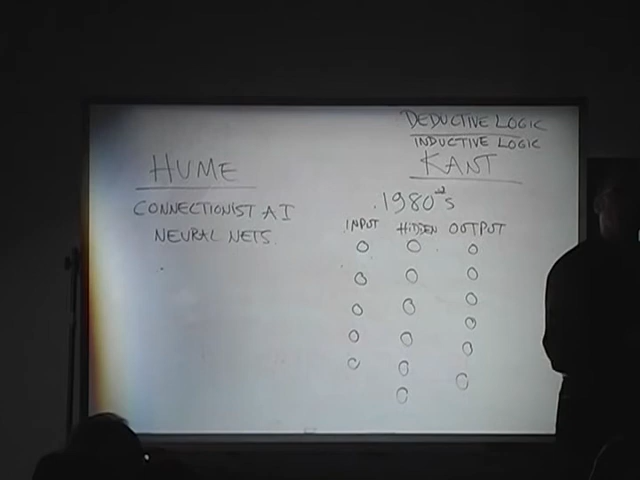 HUME
CONNECTIONIST AI
NEURAL NETS
DEDUCTIVE LOGIC
INDUCTIVE LOGIC
KANT
1980's
INPUT HIDDEN OUTPUT